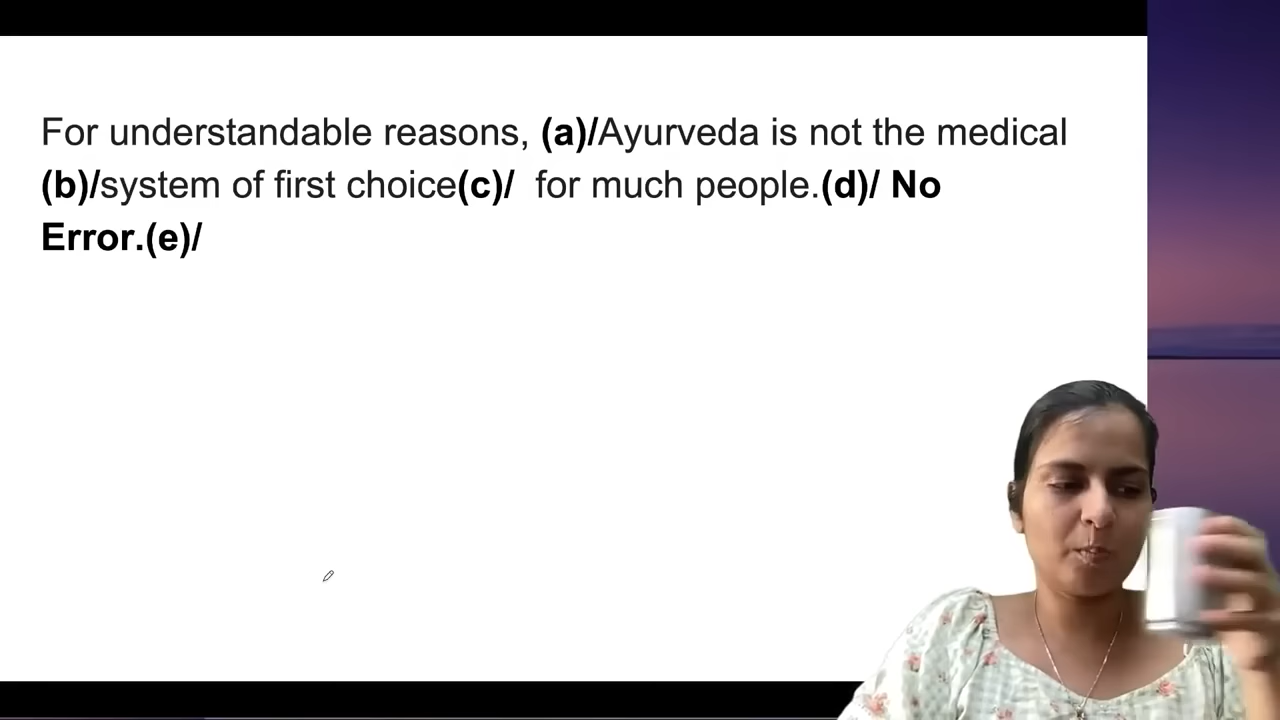 For understandable reasons, (a)/Ayurveda is not the medical
(b)/system of first choice(c)/ for much people.(d)/ No
Error.(e)/